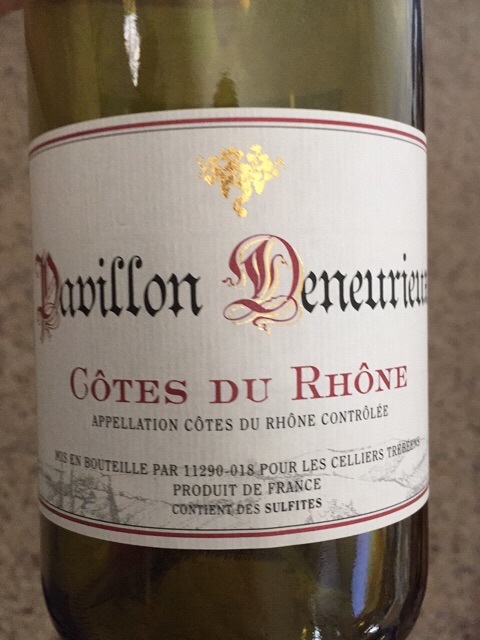 Pavillon Deneurieux
CÔTES DU RHÔNE
APPELLATION CÔTES DU RHÔNE CONTRÔLÉE
MIS EN BOUTEILLE PAR 11290-018 POUR LES CELLIERS TRÉBÉENS
PRODUIT DE FRANCE
CONTIENT DES SULFITES